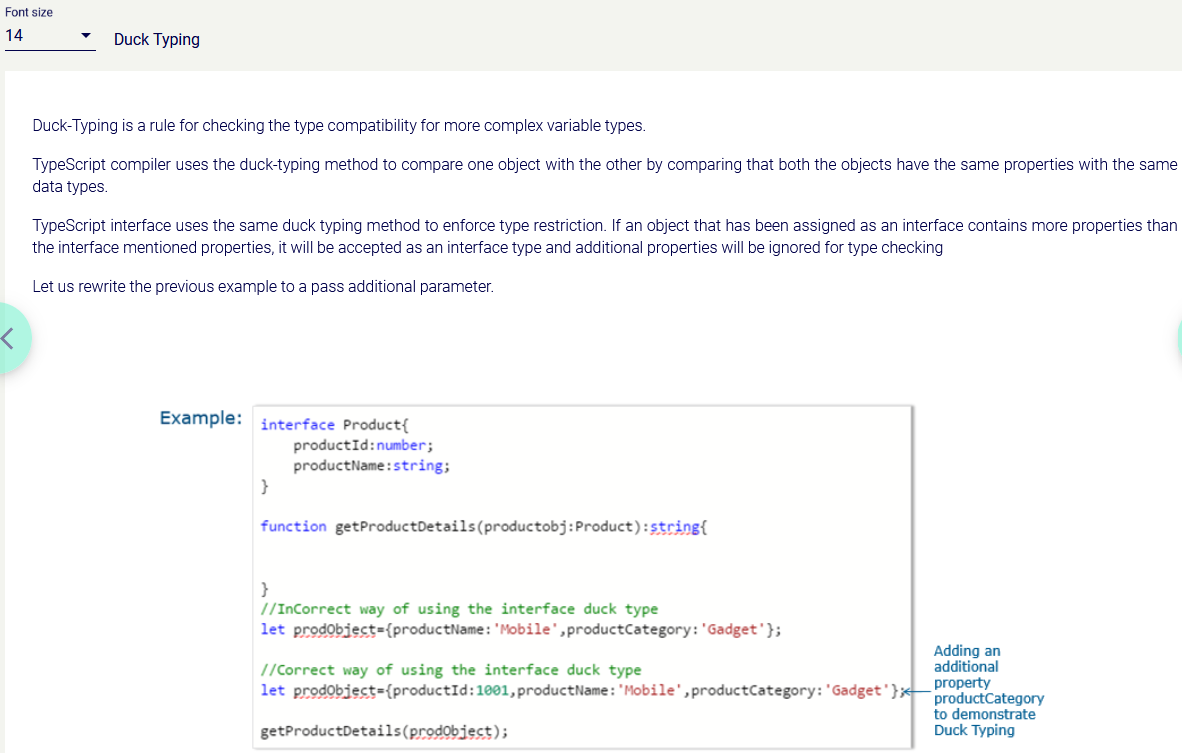 Font size
14
Duck Typing
Duck-Typing is a rule for checking the type compatibility for more complex variable types.
TypeScript compiler uses the duck-typing method to compare one object with the other by comparing that both the objects have the same properties with the same
data types.
TypeScript interface uses the same duck typing method to enforce type restriction. If an object that has been assigned as an interface contains more properties than
the interface mentioned properties, it will be accepted as an interface type and additional properties will be ignored for type checking
Let us rewrite the previous example to a pass additional parameter.
Example:
interface Product{
    productId:number;
    productName:string;
}
function getProductDetails(productobj:Product):string{
}
//InCorrect way of using the interface duck type
let prodObject={productName:'Mobile',productCategory:'Gadget'};
//Correct way of using the interface duck type
let prodObject={productId:1001,productName:'Mobile',productCategory:'Gadget'};
getProductDetails(prodObject);
Adding an
additional
property
productCategory
to demonstrate
Duck Typing